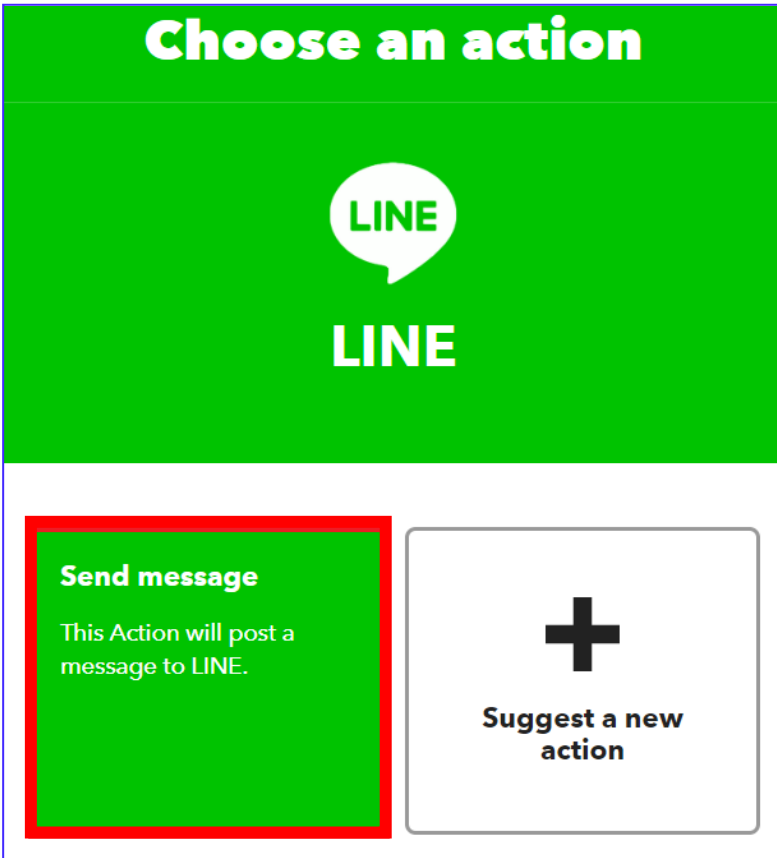 Choose an action
LINE
LINE
Send message
This Action will post a
message to LINE.
Suggest a new
action